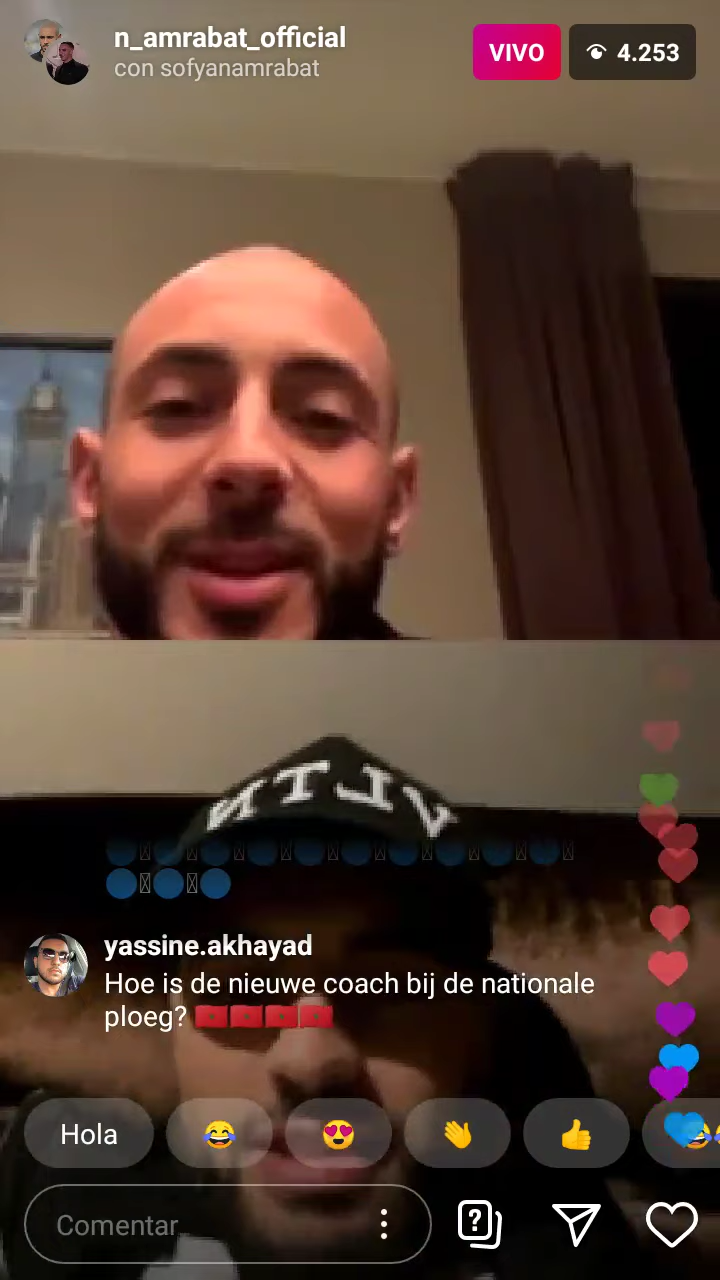 n_amrabat_official
con sofyanamrabat
VIVO
4.253
VLTN
yassine.akhayad
Hoe is de nieuwe coach bij de nationale
ploeg? 🇲🇦🇲🇦🇲🇦🇲🇦
Hola
Comentar